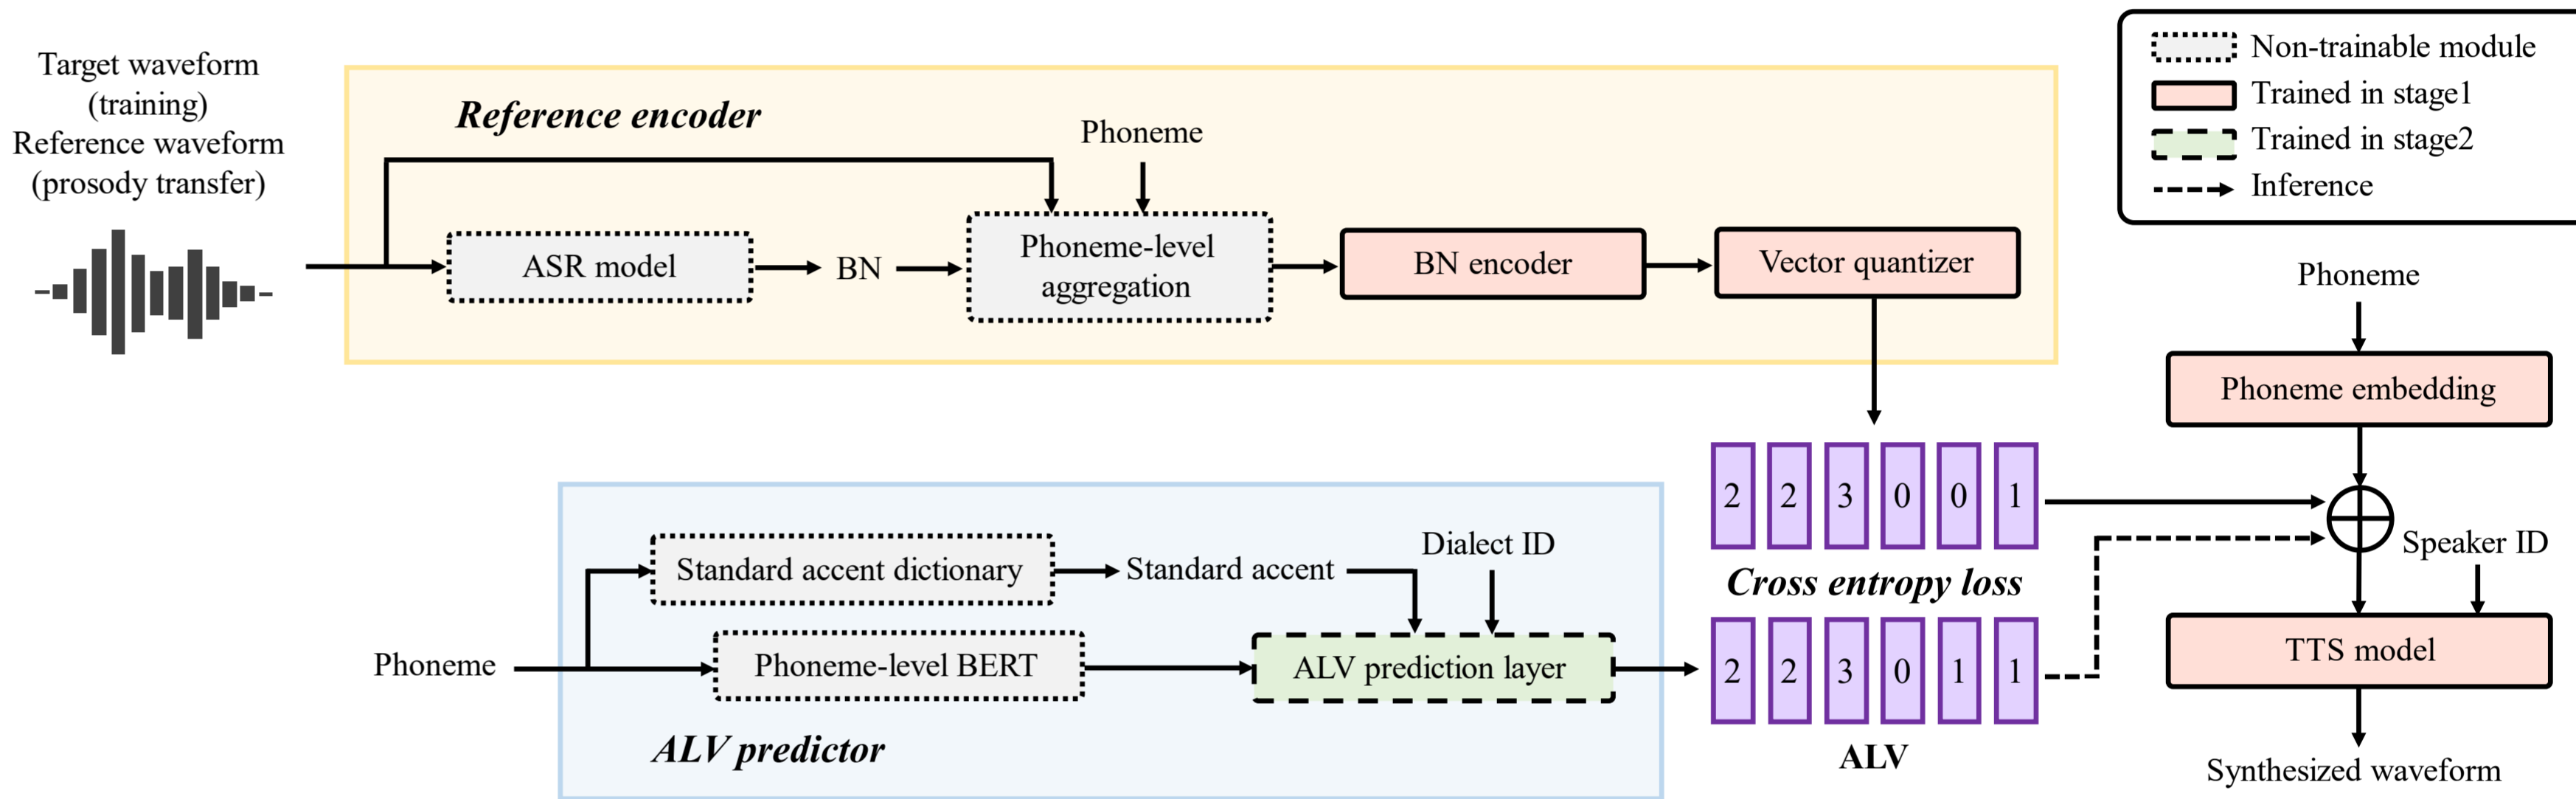 Target waveform
(training)
Reference waveform
(prosody transfer)
Reference encoder
Phoneme
ASR model
BN
Phoneme-level
aggregation
BN encoder
Vector quantizer
Non-trainable module
Trained in stage1
Trained in stage2
Inference
Phoneme
Phoneme embedding
2 2 3 0 0 1
Cross entropy loss
Speaker ID
TTS model
Synthesized waveform
Phoneme
Standard accent dictionary
Standard accent
Dialect ID
Phoneme-level BERT
ALV prediction layer
ALV predictor
2 2 3 0 1 1
ALV